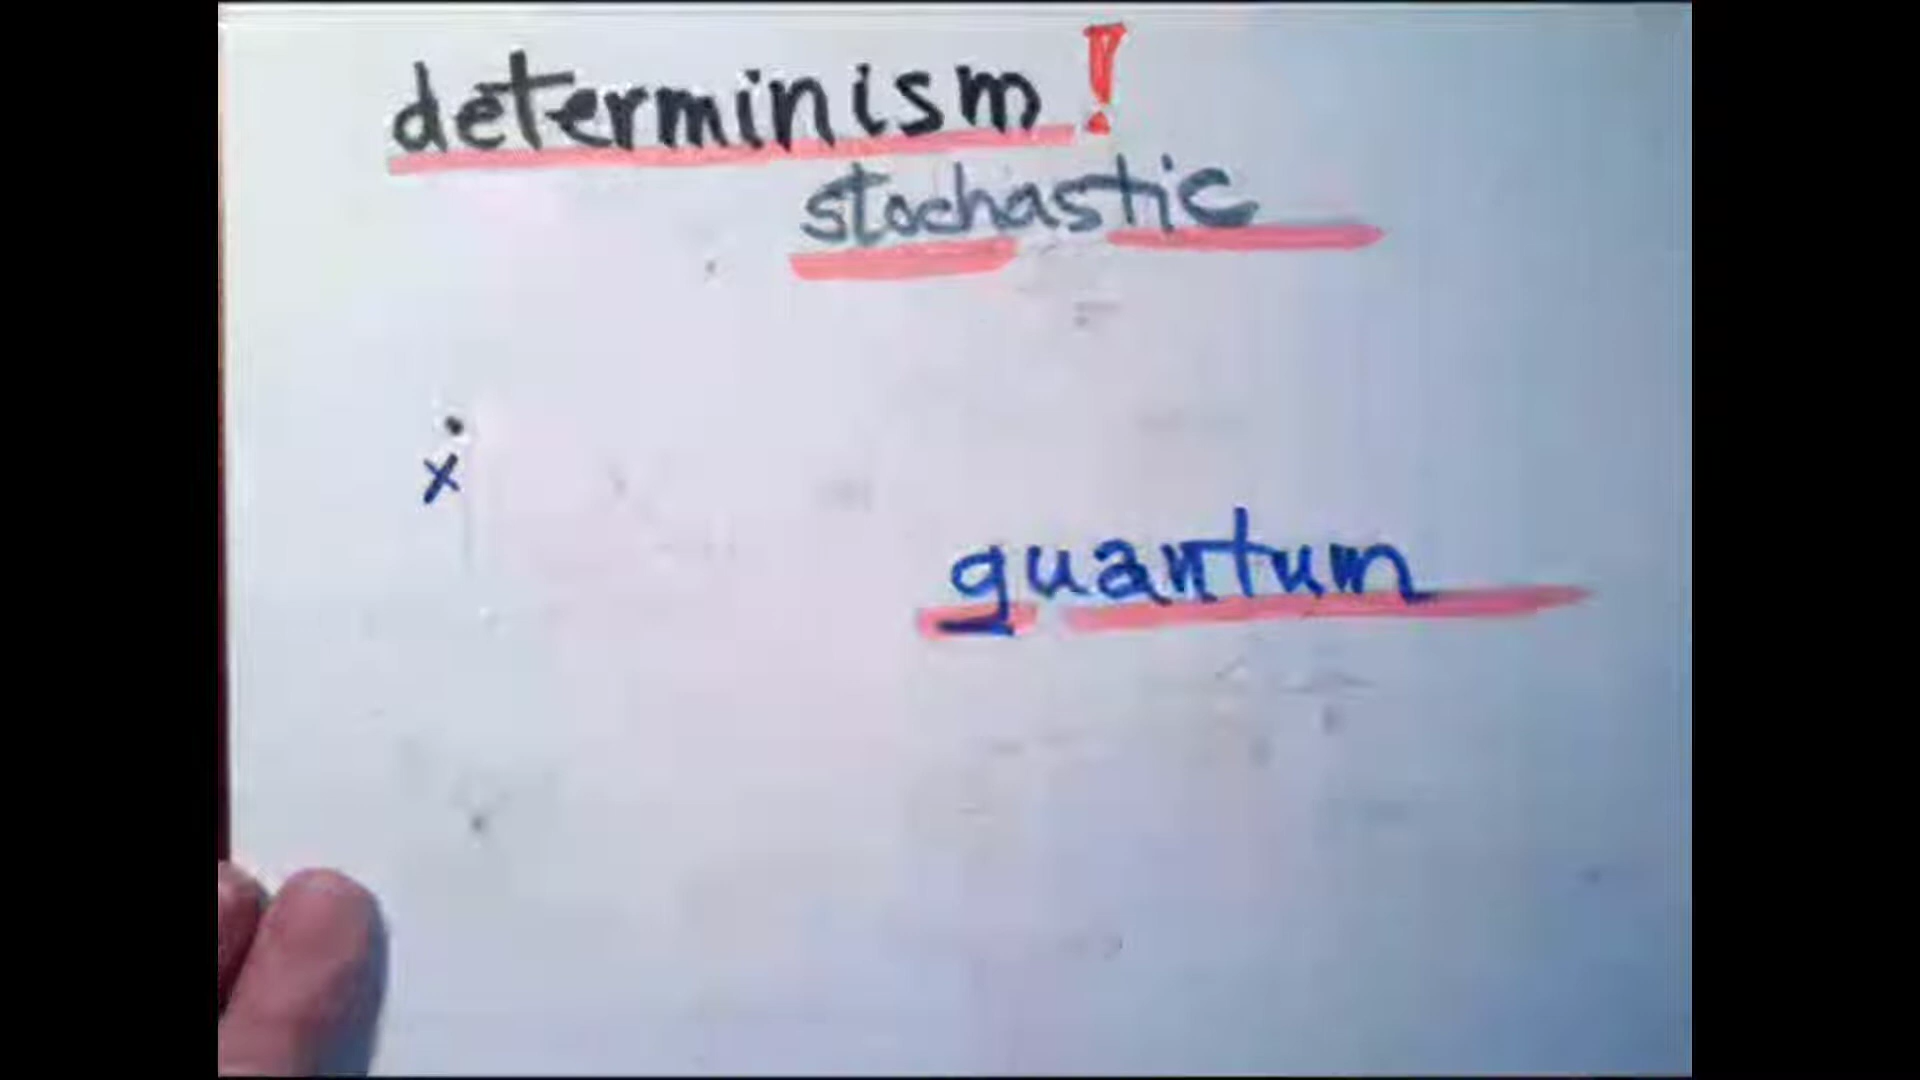 determinism!
stochastic
ẋ
quantum